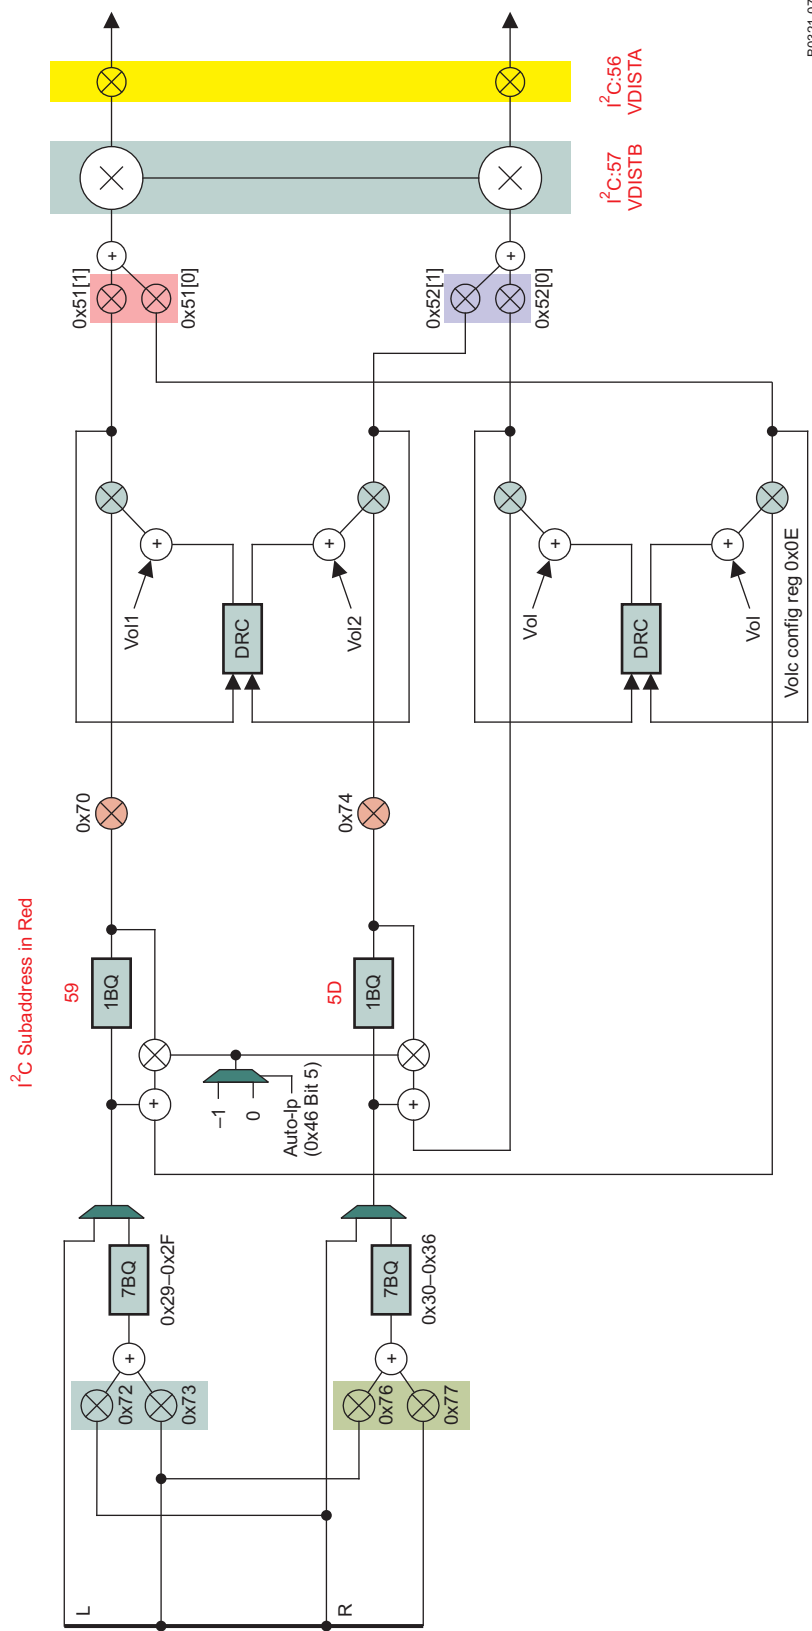 B0321-07
I²C:56
VDISTA
I²C:57
VDISTB
0x51[1]
0x51[0]
0x52[1]
0x52[0]
Vol1
DRC
Vol2
Vol
DRC
Vol
Volc config reg 0x0E
0x70
0x74
I²C Subaddress in Red
59
1BQ
5D
1BQ
–1
0
Auto-lp
(0x46 Bit 5)
7BQ
0x29–0x2F
7BQ
0x30–0x36
0x72
0x73
0x76
0x77
L
R
+
+
+
+
+
+
+
+
+
+